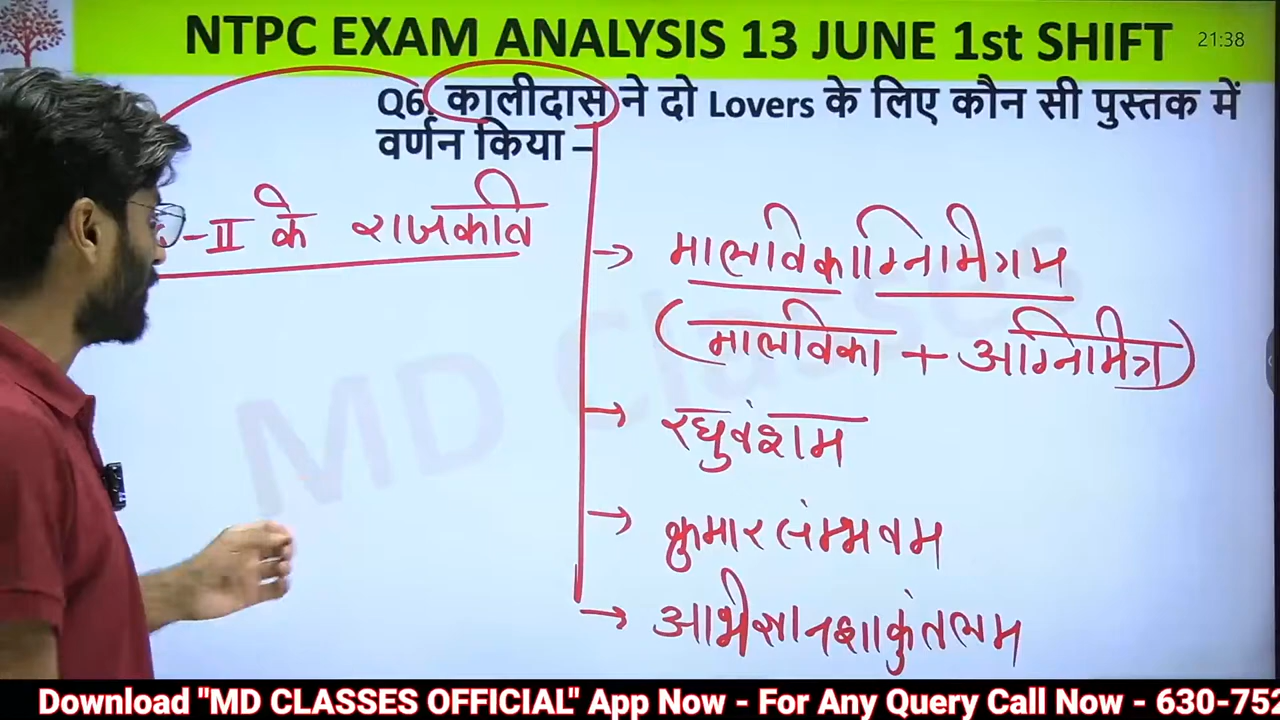 NTPC EXAM ANALYSIS 13 JUNE 1st SHIFT
21:38
Q6. कालीदास ने दो Lovers के लिए कौन सी पुस्तक में
वर्णन किया –
-II के राजकवि
→ मालविकाग्निमित्रम
(मालविका + अग्निमित्र)
→ रघुवंशम
→ कुमारसंम्भवम
→ अभिज्ञानशाकुंतलम
MD Classes
Download "MD CLASSES OFFICIAL" App Now - For Any Query Call Now - 630-752